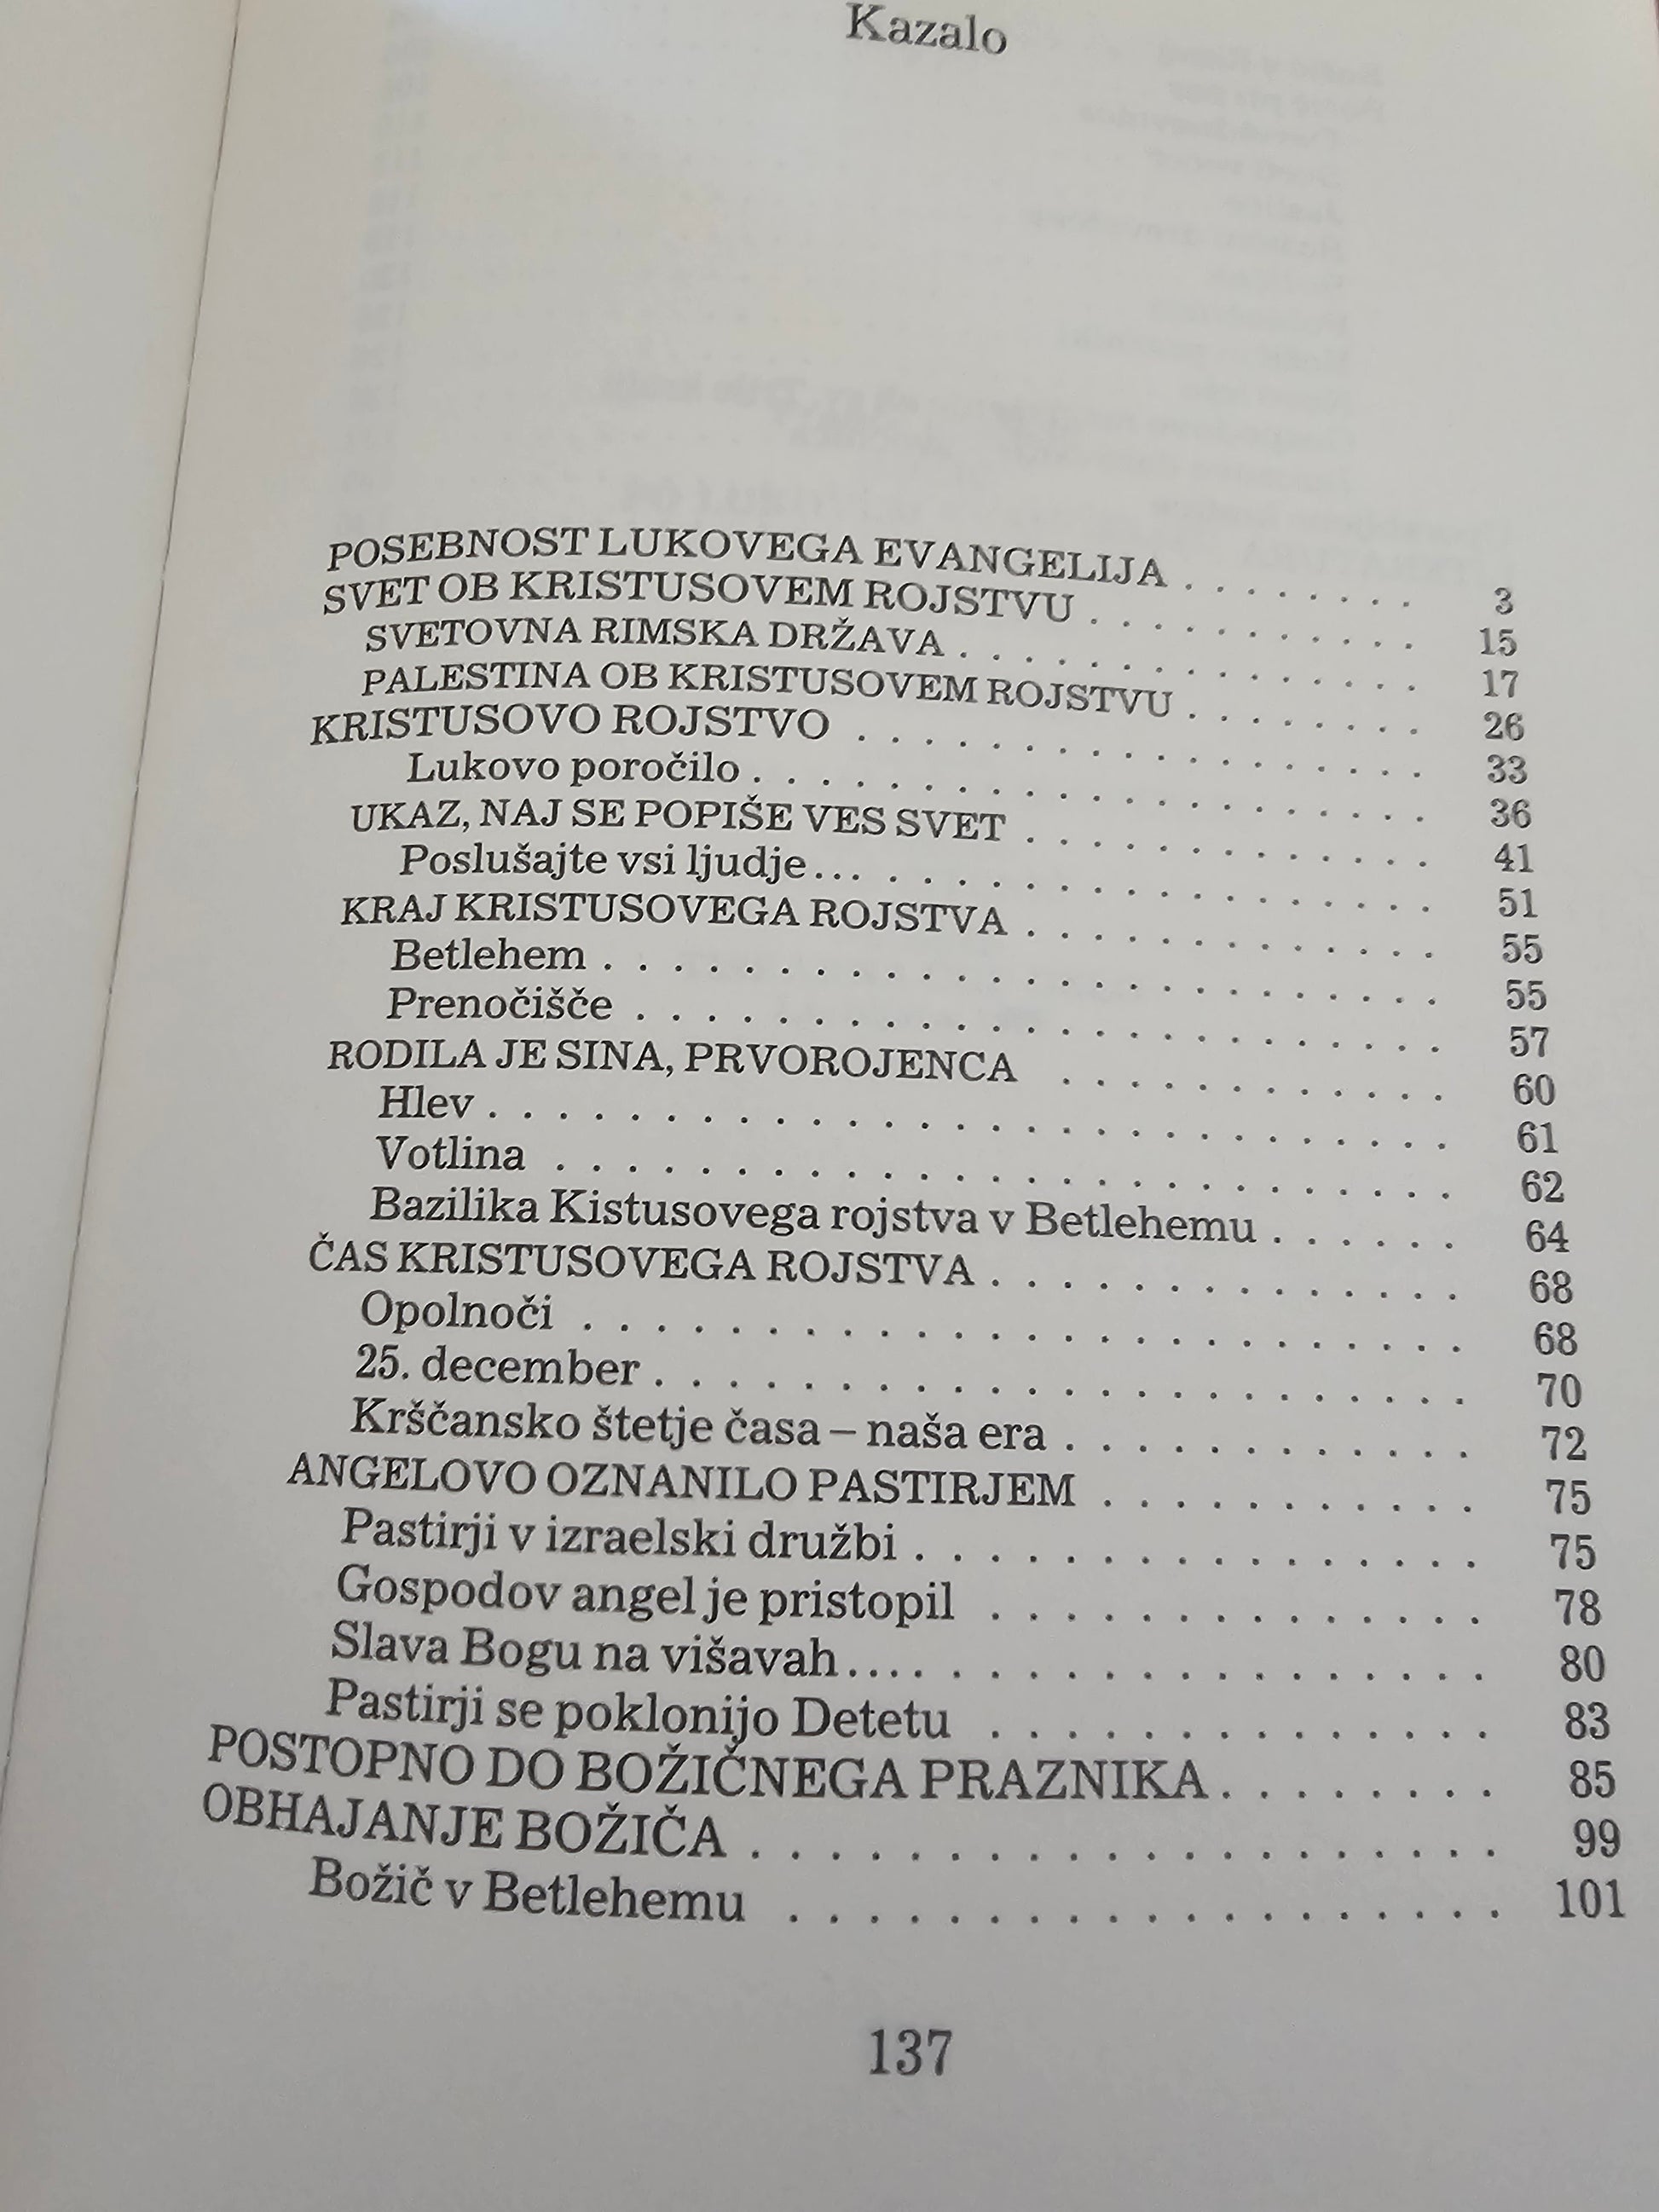 Kazalo
POSEBNOST LUKOVEGA EVANGELIJA . . . . . . . . 3
SVET OB KRISTUSOVEM ROJSTVU . . . . . . . . . . 15
SVETOVNA RIMSKA DRŽAVA . . . . . . . . . . . . . 17
PALESTINA OB KRISTUSOVEM ROJSTVU . . . . . . . 26
KRISTUSOVO ROJSTVO . . . . . . . . . . . . . . . . 33
Lukovo poročilo . . . . . . . . . . . . . . . . . . . 36
UKAZ, NAJ SE POPIŠE VES SVET . . . . . . . . . . . 41
Poslušajte vsi ljudje... . . . . . . . . . . . . . . . 51
KRAJ KRISTUSOVEGA ROJSTVA . . . . . . . . . . . . 55
Betlehem . . . . . . . . . . . . . . . . . . . . . . . 55
Prenočišče . . . . . . . . . . . . . . . . . . . . . . 57
RODILA JE SINA, PRVOROJENCA . . . . . . . . . . . 60
Hlev . . . . . . . . . . . . . . . . . . . . . . . . . 61
Votlina . . . . . . . . . . . . . . . . . . . . . . . . 62
Bazilika Kistusovega rojstva v Betlehemu . . . . . . 64
ČAS KRISTUSOVEGA ROJSTVA . . . . . . . . . . . . . 68
Opolnoči . . . . . . . . . . . . . . . . . . . . . . . 68
25. december . . . . . . . . . . . . . . . . . . . . . 70
Krščansko štetje časa – naša era . . . . . . . . . . . 72
ANGELOVO OZNANILO PASTIRJEM . . . . . . . . . . 75
Pastirji v izraelski družbi . . . . . . . . . . . . . . . 75
Gospodov angel je pristopil . . . . . . . . . . . . . . 78
Slava Bogu na višavah.... . . . . . . . . . . . . . . . 80
Pastirji se poklonijo Detetu . . . . . . . . . . . . . . 83
POSTOPNO DO BOŽIČNEGA PRAZNIKA . . . . . . . . 85
OBHAJANJE BOŽIČA . . . . . . . . . . . . . . . . . . 99
Božič v Betlehemu . . . . . . . . . . . . . . . . . . 101
137